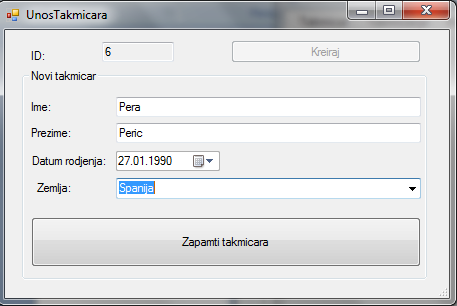 UnosTakmicara
ID: 6 Kreiraj
Novi takmicar
Ime: Pera
Prezime: Peric
Datum rodjenja: 27.01.1990
Zemlja: Spanija
Zapamti takmicara